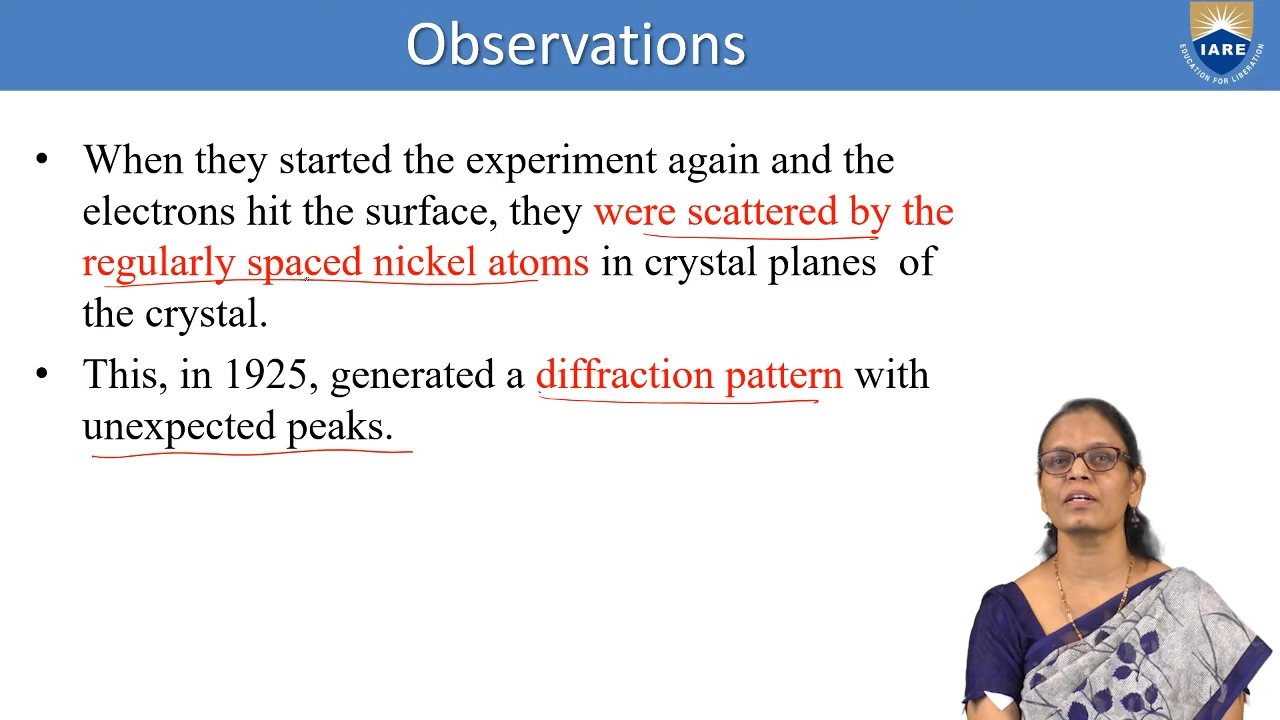 Observations
IARE
EDUCATION FOR LIBERATION
• When they started the experiment again and the
electrons hit the surface, they were scattered by the
regularly spaced nickel atoms in crystal planes of
the crystal.
• This, in 1925, generated a diffraction pattern with
unexpected peaks.